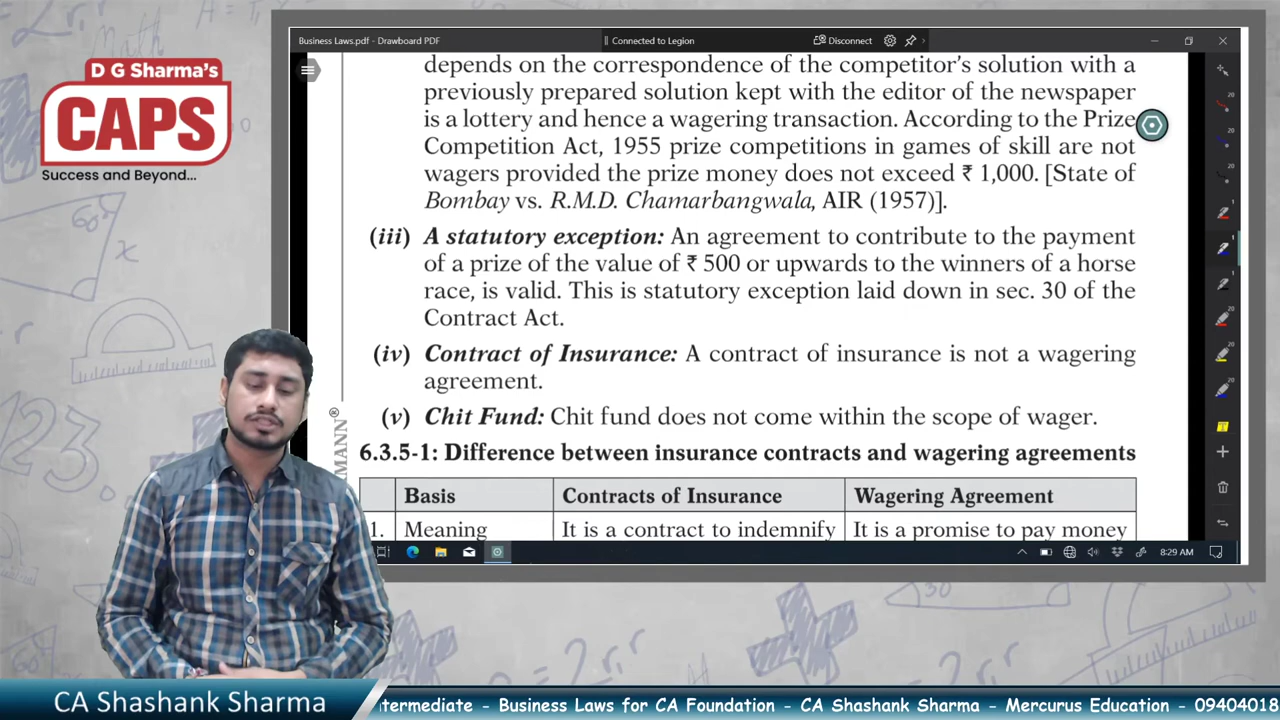 D G Sharma's
CAPS
Success and Beyond...
Business Laws.pdf - Drawboard PDF
Connected to Legion
Disconnect
depends on the correspondence of the competitor's solution with a
previously prepared solution kept with the editor of the newspaper
is a lottery and hence a wagering transaction. According to the Prize
Competition Act, 1955 prize competitions in games of skill are not
wagers provided the prize money does not exceed ₹ 1,000. [State of
Bombay vs. R.M.D. Chamarbangwala, AIR (1957)].
(iii) A statutory exception: An agreement to contribute to the payment
of a prize of the value of ₹ 500 or upwards to the winners of a horse
race, is valid. This is statutory exception laid down in sec. 30 of the
Contract Act.
(iv) Contract of Insurance: A contract of insurance is not a wagering
agreement.
(v) Chit Fund: Chit fund does not come within the scope of wager.
MANN®
6.3.5-1: Difference between insurance contracts and wagering agreements
Basis Contracts of Insurance Wagering Agreement
1. Meaning It is a contract to indemnify It is a promise to pay money
8:29 AM
CA Shashank Sharma
ntermediate - Business Laws for CA Foundation - CA Shashank Sharma - Mercurus Education - 09404018